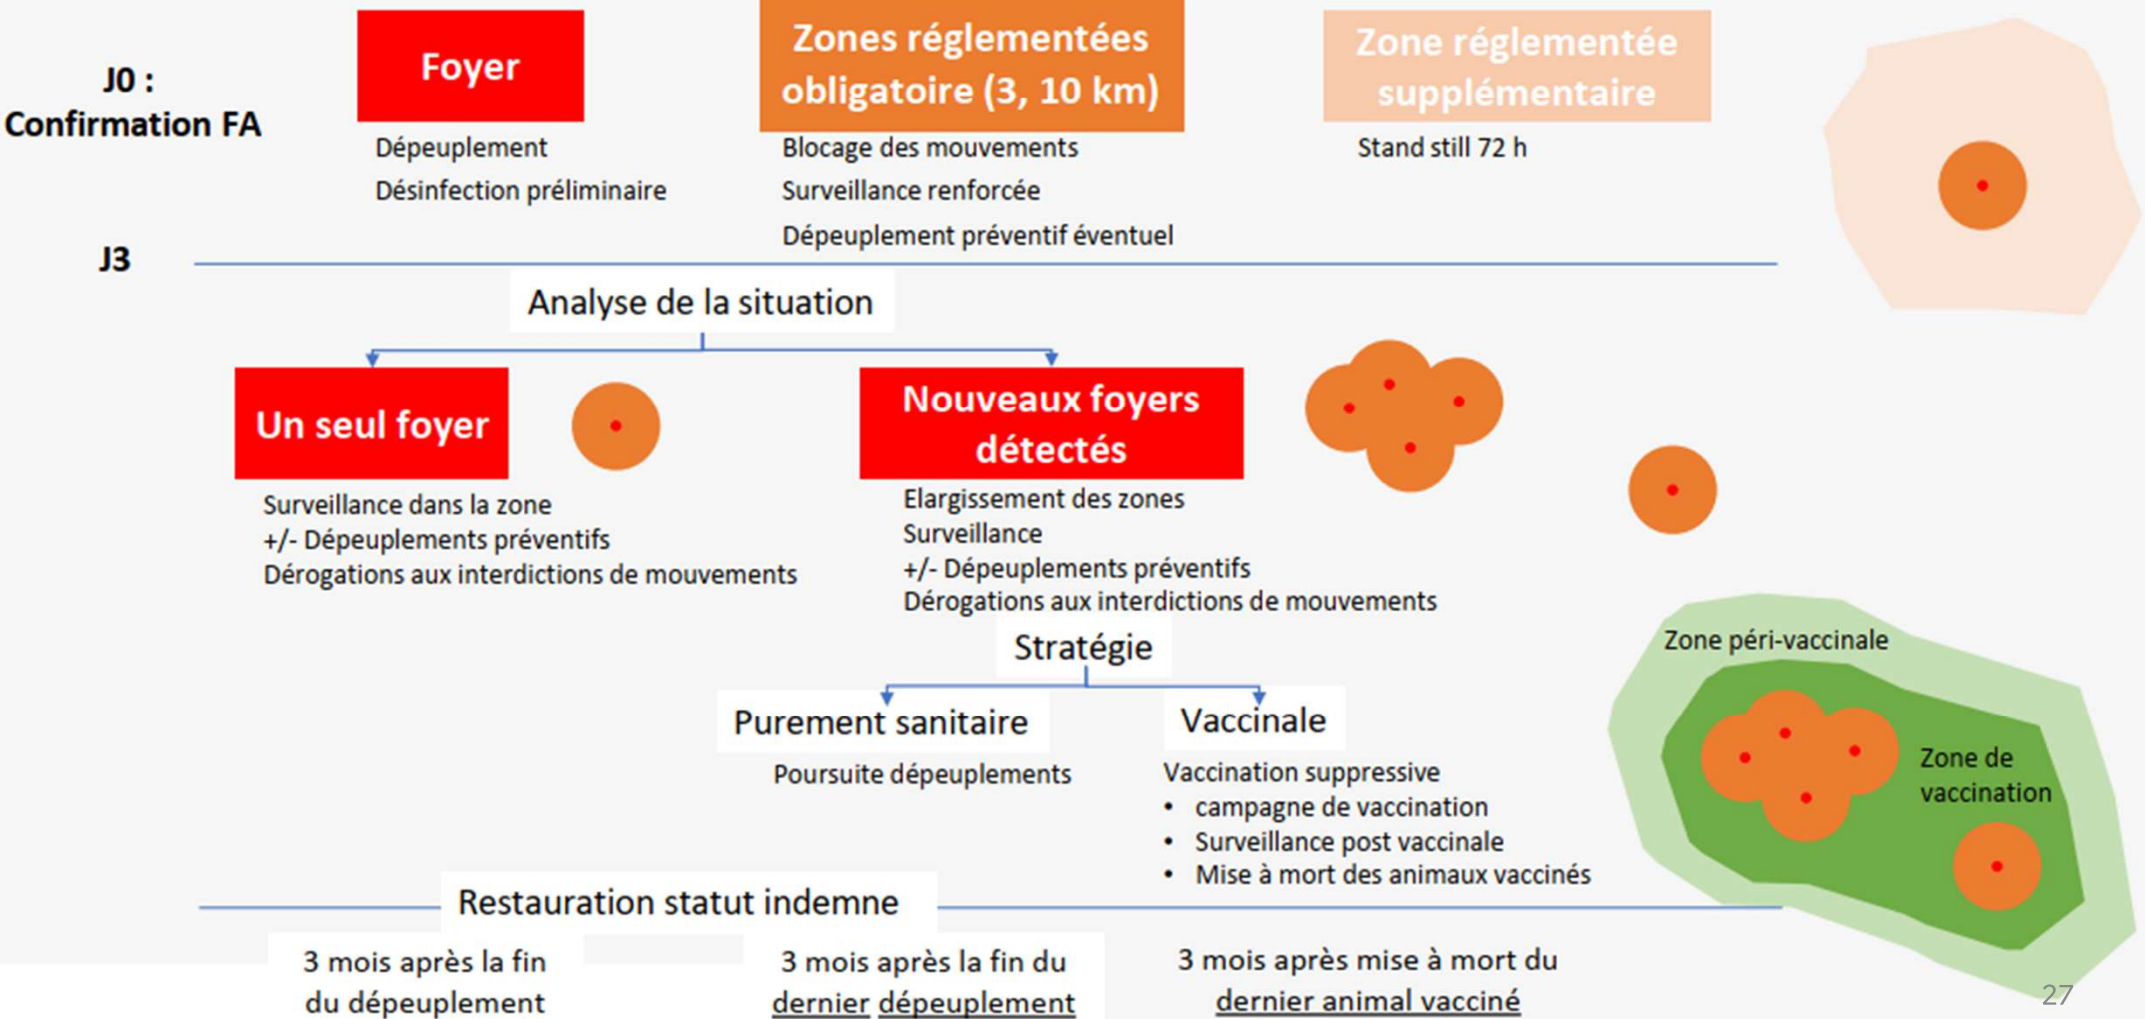 J0 :
Confirmation FA
Foyer
Dépeuplement
Désinfection préliminaire
Zones réglementées
obligatoire (3, 10 km)
Blocage des mouvements
Surveillance renforcée
Dépeuplement préventif éventuel
Zone réglementée
supplémentaire
Stand still 72 h
J3
Analyse de la situation
Un seul foyer
Surveillance dans la zone
+/- Dépeuplements préventifs
Dérogations aux interdictions de mouvements
Nouveaux foyers
détectés
Elargissement des zones
Surveillance
+/- Dépeuplements préventifs
Dérogations aux interdictions de mouvements
Stratégie
Purement sanitaire
Poursuite dépeuplements
Vaccinale
Vaccination suppressive
• campagne de vaccination
• Surveillance post vaccinale
• Mise à mort des animaux vaccinés
Zone péri-vaccinale
Zone de
vaccination
Restauration statut indemne
3 mois après la fin
du dépeuplement
3 mois après la fin du
dernier dépeuplement
3 mois après mise à mort du
dernier animal vacciné
27